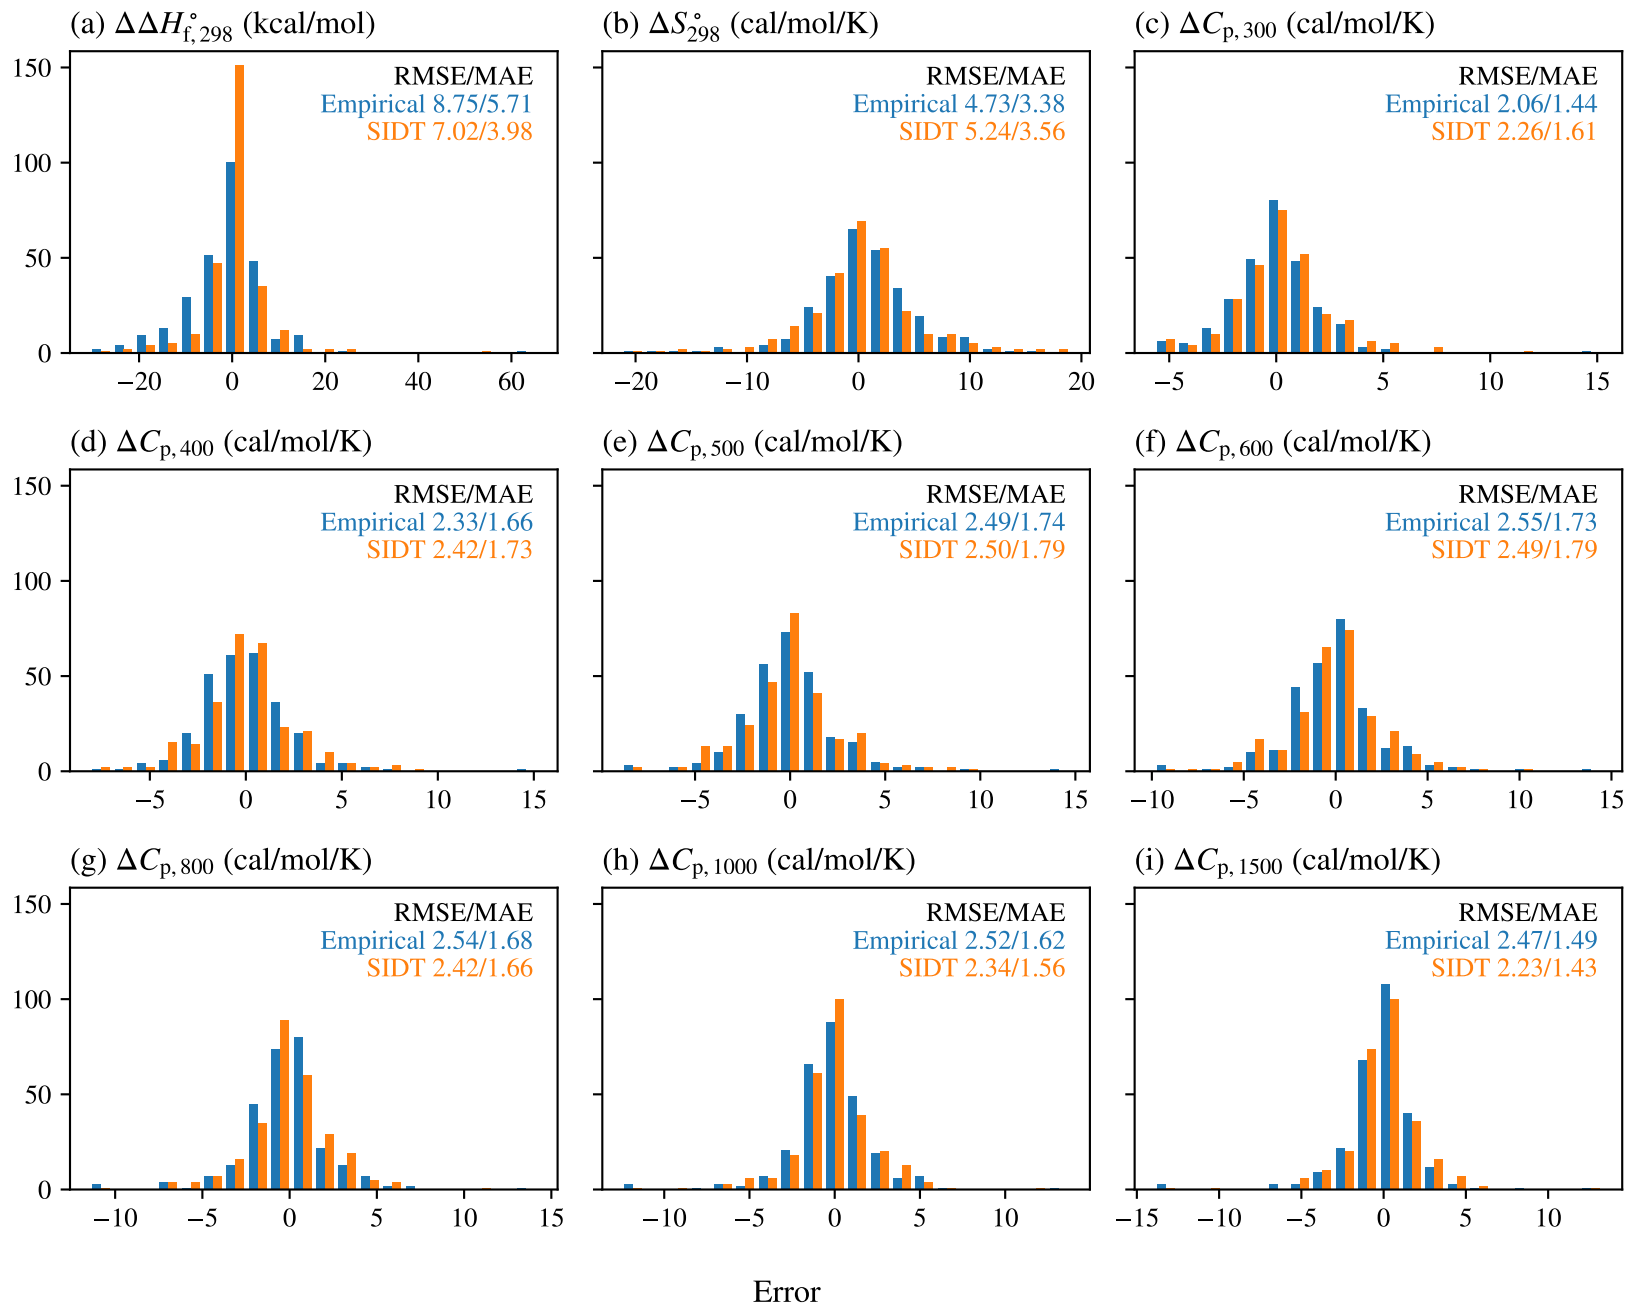 (a) ΔΔH°f,298 (kcal/mol)
RMSE/MAE
Empirical 8.75/5.71
SIDT 7.02/3.98
150
100
50
0
−20 0 20 40 60
(b) ΔS°298 (cal/mol/K)
RMSE/MAE
Empirical 4.73/3.38
SIDT 5.24/3.56
−20 −10 0 10 20
(c) ΔCp, 300 (cal/mol/K)
RMSE/MAE
Empirical 2.06/1.44
SIDT 2.26/1.61
−5 0 5 10 15
(d) ΔCp, 400 (cal/mol/K)
RMSE/MAE
Empirical 2.33/1.66
SIDT 2.42/1.73
150
100
50
0
−5 0 5 10 15
(e) ΔCp, 500 (cal/mol/K)
RMSE/MAE
Empirical 2.49/1.74
SIDT 2.50/1.79
−5 0 5 10 15
(f) ΔCp, 600 (cal/mol/K)
RMSE/MAE
Empirical 2.55/1.73
SIDT 2.49/1.79
−10 −5 0 5 10 15
(g) ΔCp, 800 (cal/mol/K)
RMSE/MAE
Empirical 2.54/1.68
SIDT 2.42/1.66
150
100
50
0
−10 −5 0 5 10 15
(h) ΔCp, 1000 (cal/mol/K)
RMSE/MAE
Empirical 2.52/1.62
SIDT 2.34/1.56
−10 −5 0 5 10
(i) ΔCp, 1500 (cal/mol/K)
RMSE/MAE
Empirical 2.47/1.49
SIDT 2.23/1.43
−15 −10 −5 0 5 10
Error